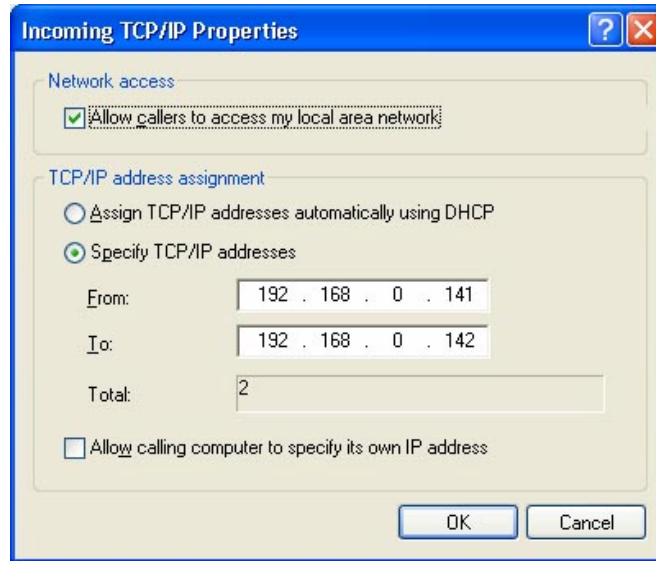 Incoming TCP/IP Properties
Network access
Allow callers to access my local area network
TCP/IP address assignment
Assign TCP/IP addresses automatically using DHCP
Specify TCP/IP addresses
From: 192 . 168 . 0 . 141
To: 192 . 168 . 0 . 142
Total: 2
Allow calling computer to specify its own IP address
OK Cancel